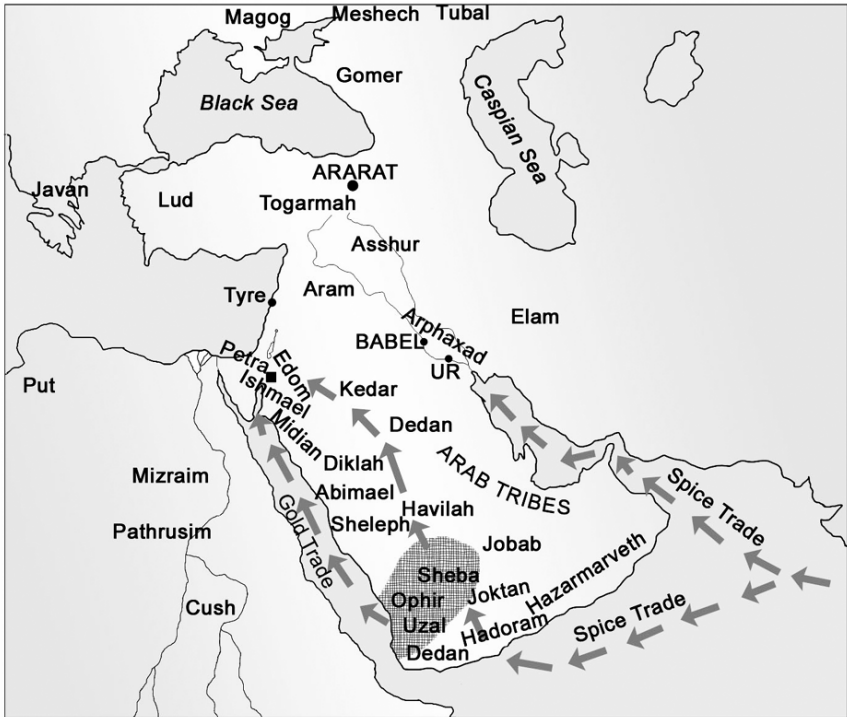 Magog
Meshech
Tubal
Gomer
Black Sea
Caspian Sea
ARARAT
Javan
Lud
Togarmah
Asshur
Tyre
Aram
Elam
Arphaxad
BABEL
UR
Petra
Edom
Ishmael
Put
Kedar
Midian
Dedan
Diklah
ARAB TRIBES
Mizraim
Abimael
Spice Trade
Havilah
Gold Trade
Sheleph
Pathrusim
Jobab
Sheba
Hazarmarveth
Joktan
Ophir
Cush
Spice Trade
Uzal
Hadoram
Dedan